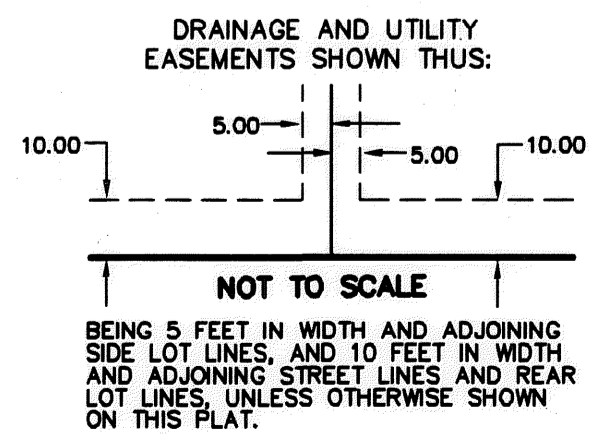 DRAINAGE AND UTILITY
EASEMENTS SHOWN THUS:
5.00
10.00
5.00
10.00
NOT TO SCALE
BEING 5 FEET IN WIDTH AND ADJOINING
SIDE LOT LINES, AND 10 FEET IN WIDTH
AND ADJOINING STREET LINES AND REAR
LOT LINES, UNLESS OTHERWISE SHOWN
ON THIS PLAT.